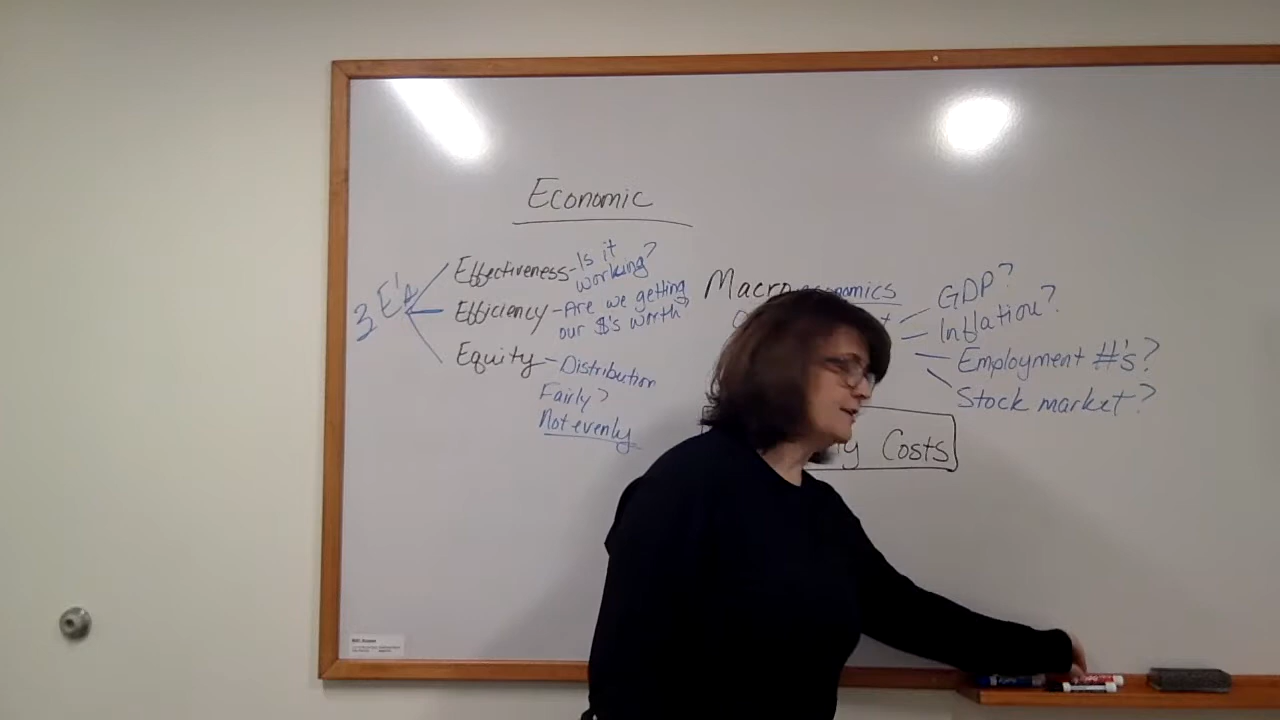 Economic
3 E's
Effectiveness - Is it
working?
Efficiency - Are we getting
our $'s worth?
Equity - Distribution
Fairly?
Not evenly
Macroeconomics
GDP?
Inflation?
Employment #'s?
Stock market?
Costs